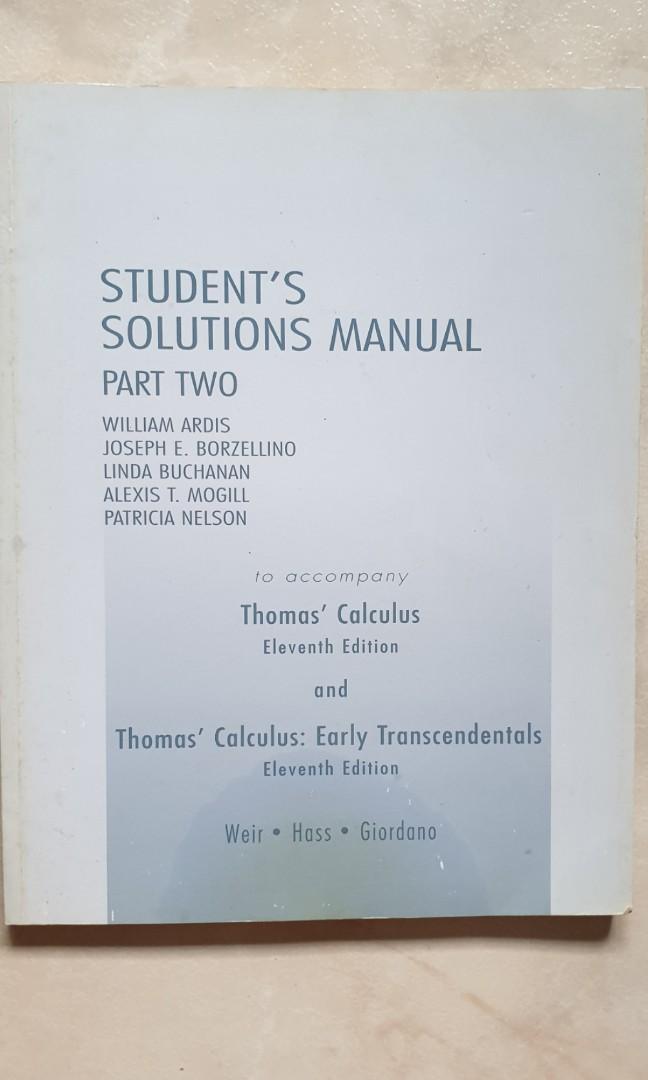 STUDENT'S
SOLUTIONS MANUAL
PART TWO
WILLIAM ARDIS
JOSEPH E. BORZELLINO
LINDA BUCHANAN
ALEXIS T. MOGILL
PATRICIA NELSON
to accompany
Thomas' Calculus
Eleventh Edition
and
Thomas' Calculus: Early Transcendentals
Eleventh Edition
Weir • Hass • Giordano